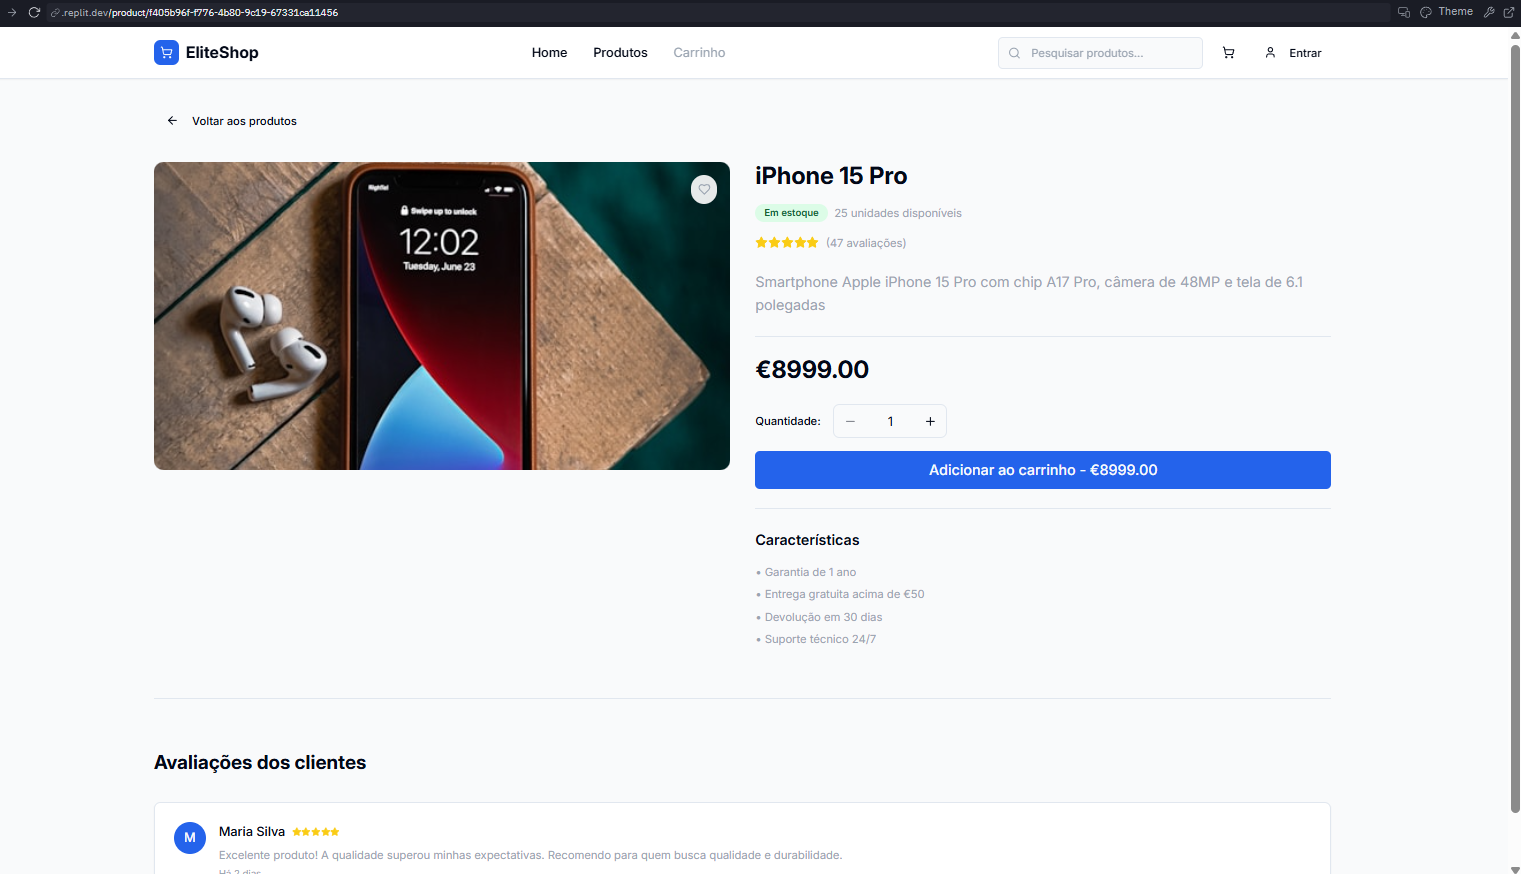 .replit.dev/product/f405b96f-f776-4b80-9c19-67331ca11456
Theme
EliteShop
Home
Produtos
Carrinho
Pesquisar produtos...
Entrar
Voltar aos produtos
Swipe up to unlock
12:02
Tuesday, June 23
iPhone 15 Pro
Em estoque
25 unidades disponíveis
(47 avaliações)
Smartphone Apple iPhone 15 Pro com chip A17 Pro, câmera de 48MP e tela de 6.1
polegadas
€8999.00
Quantidade:
1
Adicionar ao carrinho - €8999.00
Características
• Garantia de 1 ano
• Entrega gratuita acima de €50
• Devolução em 30 dias
• Suporte técnico 24/7
Avaliações dos clientes
M
Maria Silva
Excelente produto! A qualidade superou minhas expectativas. Recomendo para quem busca qualidade e durabilidade.
Há 2 dias